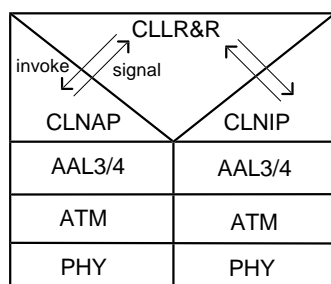 CLLR&R
invoke
signal
CLNAP CLNIP
AAL3/4 AAL3/4
ATM ATM
PHY PHY